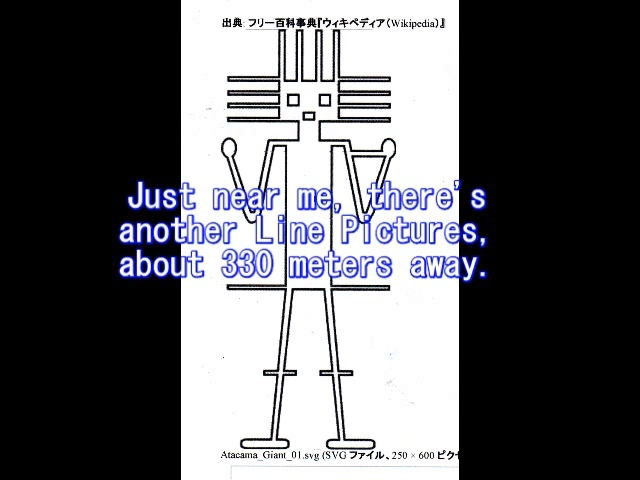 出典: フリー百科事典『ウィキペディア（Wikipedia）』
Just near me, there's
another Line Pictures,
about 330 meters away.
Atacama_Giant_01.svg (SVG ファイル、250 × 600 ピクセ